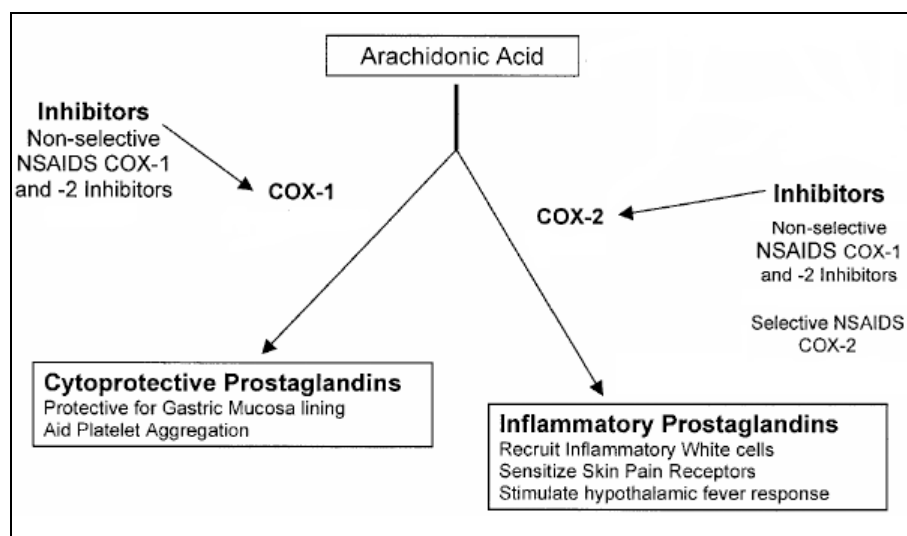 Arachidonic Acid
Inhibitors
Non-selective
NSAIDS COX-1
and -2 Inhibitors
COX-1
COX-2
Inhibitors
Non-selective
NSAIDS COX-1
and -2 Inhibitors
Selective NSAIDS
COX-2
Cytoprotective Prostaglandins
Protective for Gastric Mucosa lining
Aid Platelet Aggregation
Inflammatory Prostaglandins
Recruit Inflammatory White cells
Sensitize Skin Pain Receptors
Stimulate hypothalamic fever response